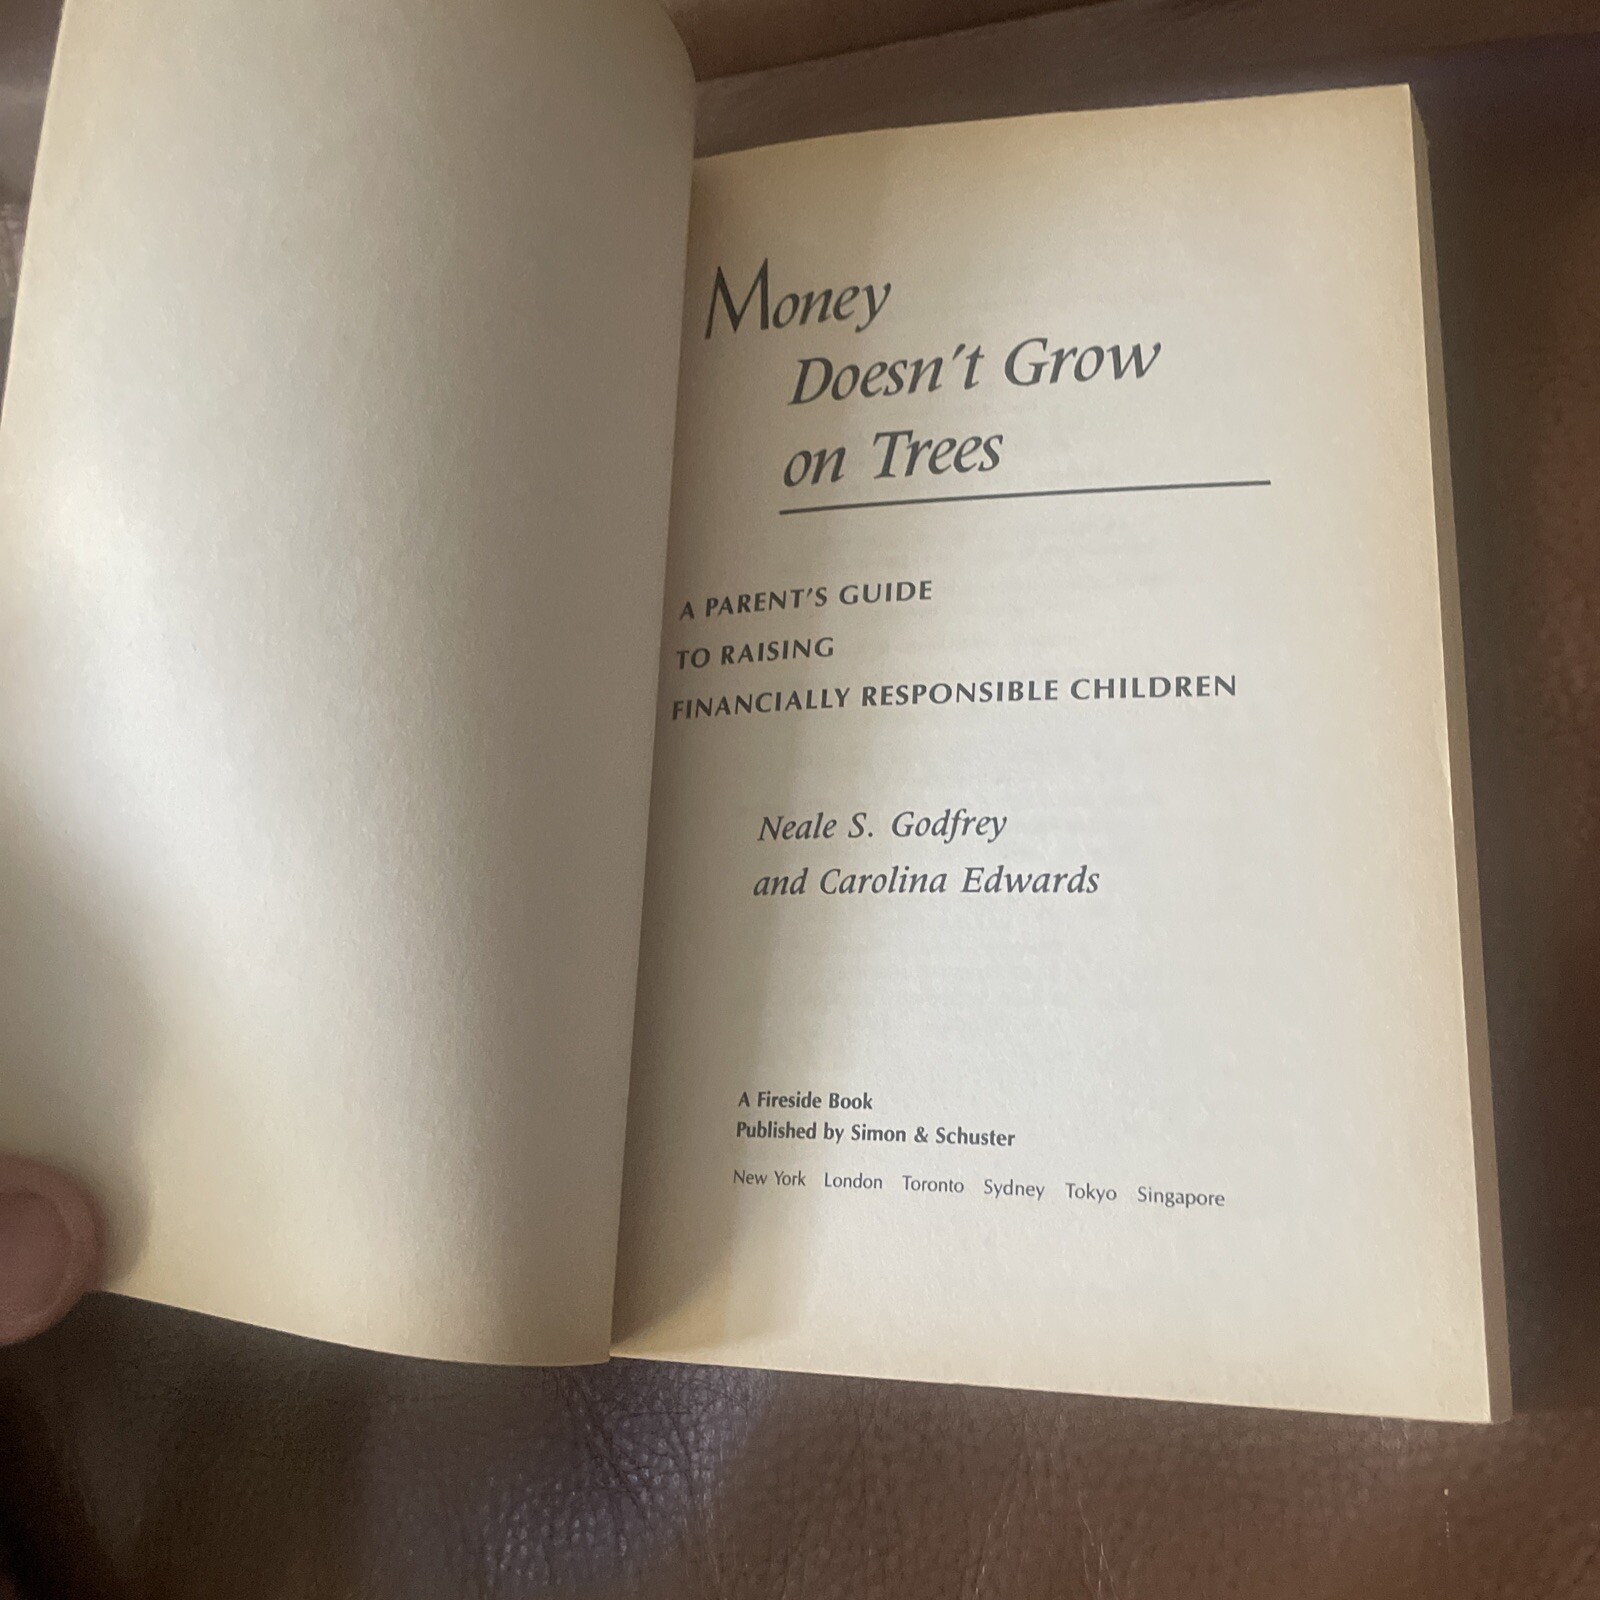 Money
Doesn't Grow
on Trees
A PARENT'S GUIDE
TO RAISING
FINANCIALLY RESPONSIBLE CHILDREN
Neale S. Godfrey
and Carolina Edwards
A Fireside Book
Published by Simon & Schuster
New York London Toronto Sydney Tokyo Singapore